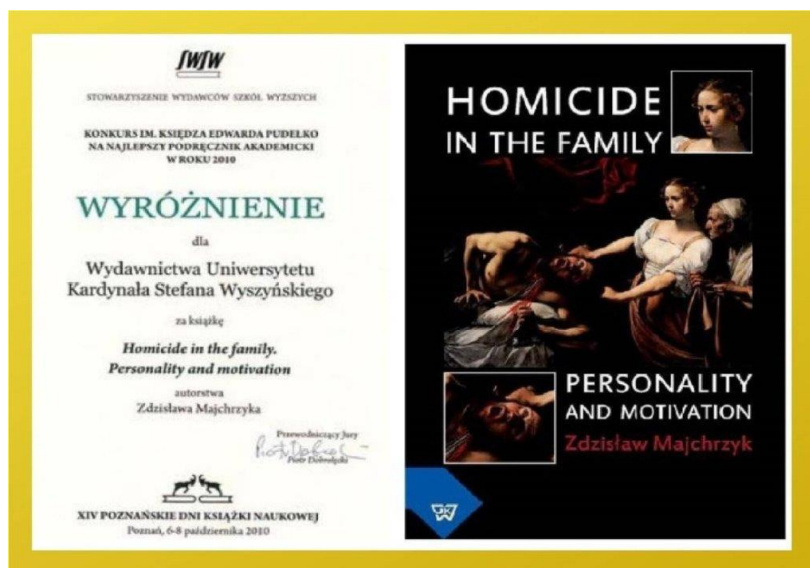 SWSW
STOWARZYSZENIE WYDAWCÓW SZKÓŁ WYŻSZYCH
KONKURS IM. KSIĘDZA EDWARDA PUDEŁKO
NA NAJLEPSZY PODRĘCZNIK AKADEMICKI
W ROKU 2010
WYRÓŻNIENIE
dla
Wydawnictwa Uniwersytetu
Kardynała Stefana Wyszyńskiego
za książkę
Homicide in the family.
Personality and motivation
autorstwa
Zdzisława Majchrzyka
Przewodniczący Jury
Piotr Dobrołęcki
XIV POZNAŃSKIE DNI KSIĄŻKI NAUKOWEJ
Poznań, 6-8 października 2010
HOMICIDE
IN THE FAMILY
PERSONALITY
AND MOTIVATION
Zdzisław Majchrzyk